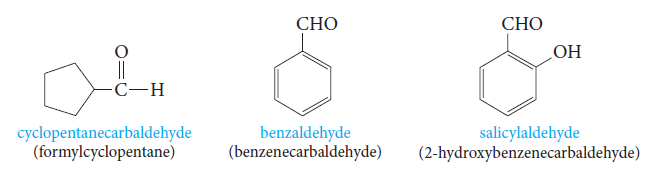 CHO
CHO
O
OH
C—H
cyclopentanecarbaldehyde
benzaldehyde
salicylaldehyde
(formylcyclopentane)
(benzenecarbaldehyde)
(2-hydroxybenzenecarbaldehyde)